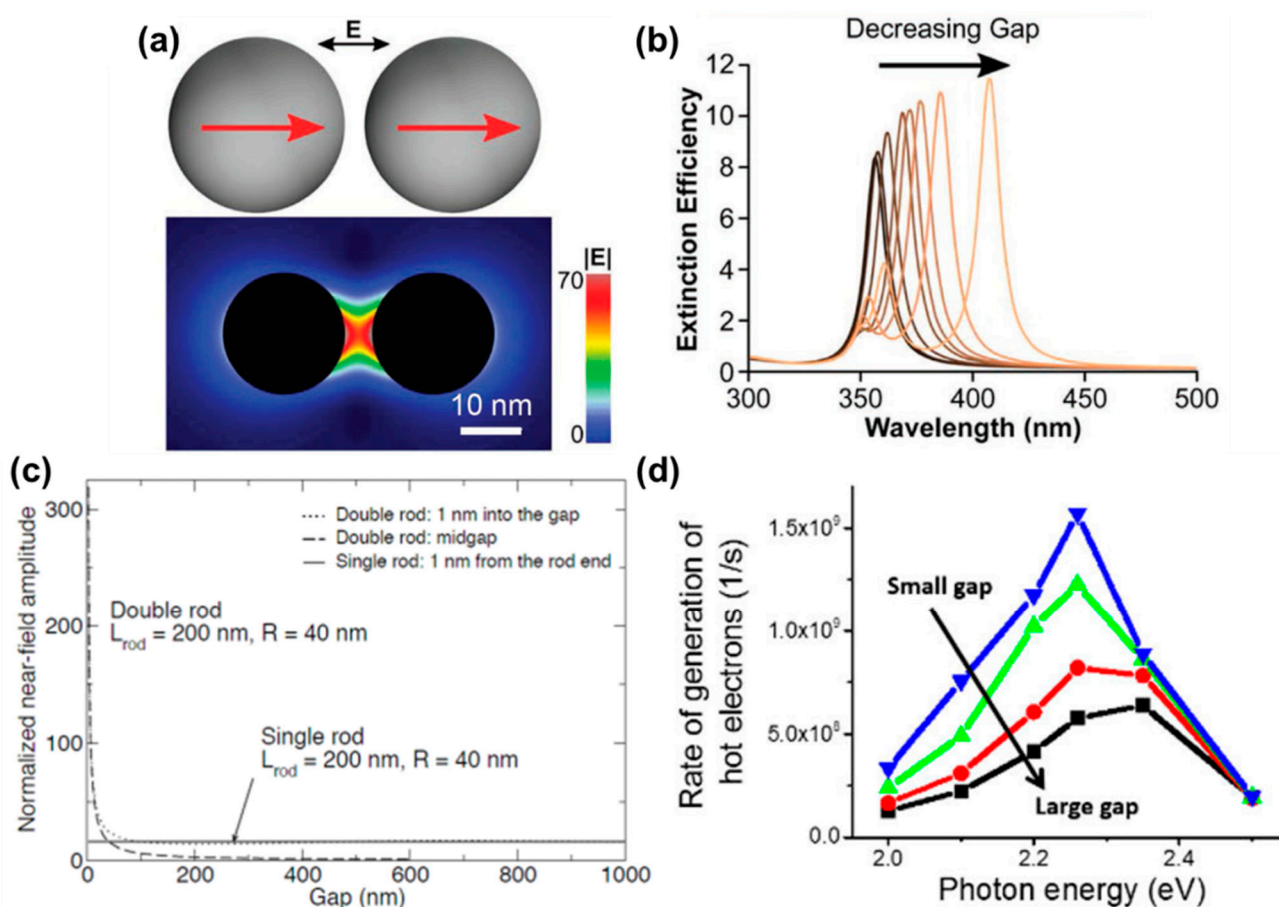 (a)
E
|E|
70
0
10 nm
(b)
Decreasing Gap
Extinction Efficiency
12
10
8
6
4
2
0
300
350
400
450
500
Wavelength (nm)
(c)
Normalized near-field amplitude
300
200
100
0
Double rod: 1 nm into the gap
Double rod: midgap
Single rod: 1 nm from the rod end
Double rod
L_rod = 200 nm, R = 40 nm
Single rod
L_rod = 200 nm, R = 40 nm
0
200
400
600
800
1000
Gap (nm)
(d)
Rate of generation of
hot electrons (1/s)
1.5x10⁹
1.0x10⁹
5.0x10⁸
0.0
Small gap
Large gap
2.0
2.2
2.4
Photon energy (eV)